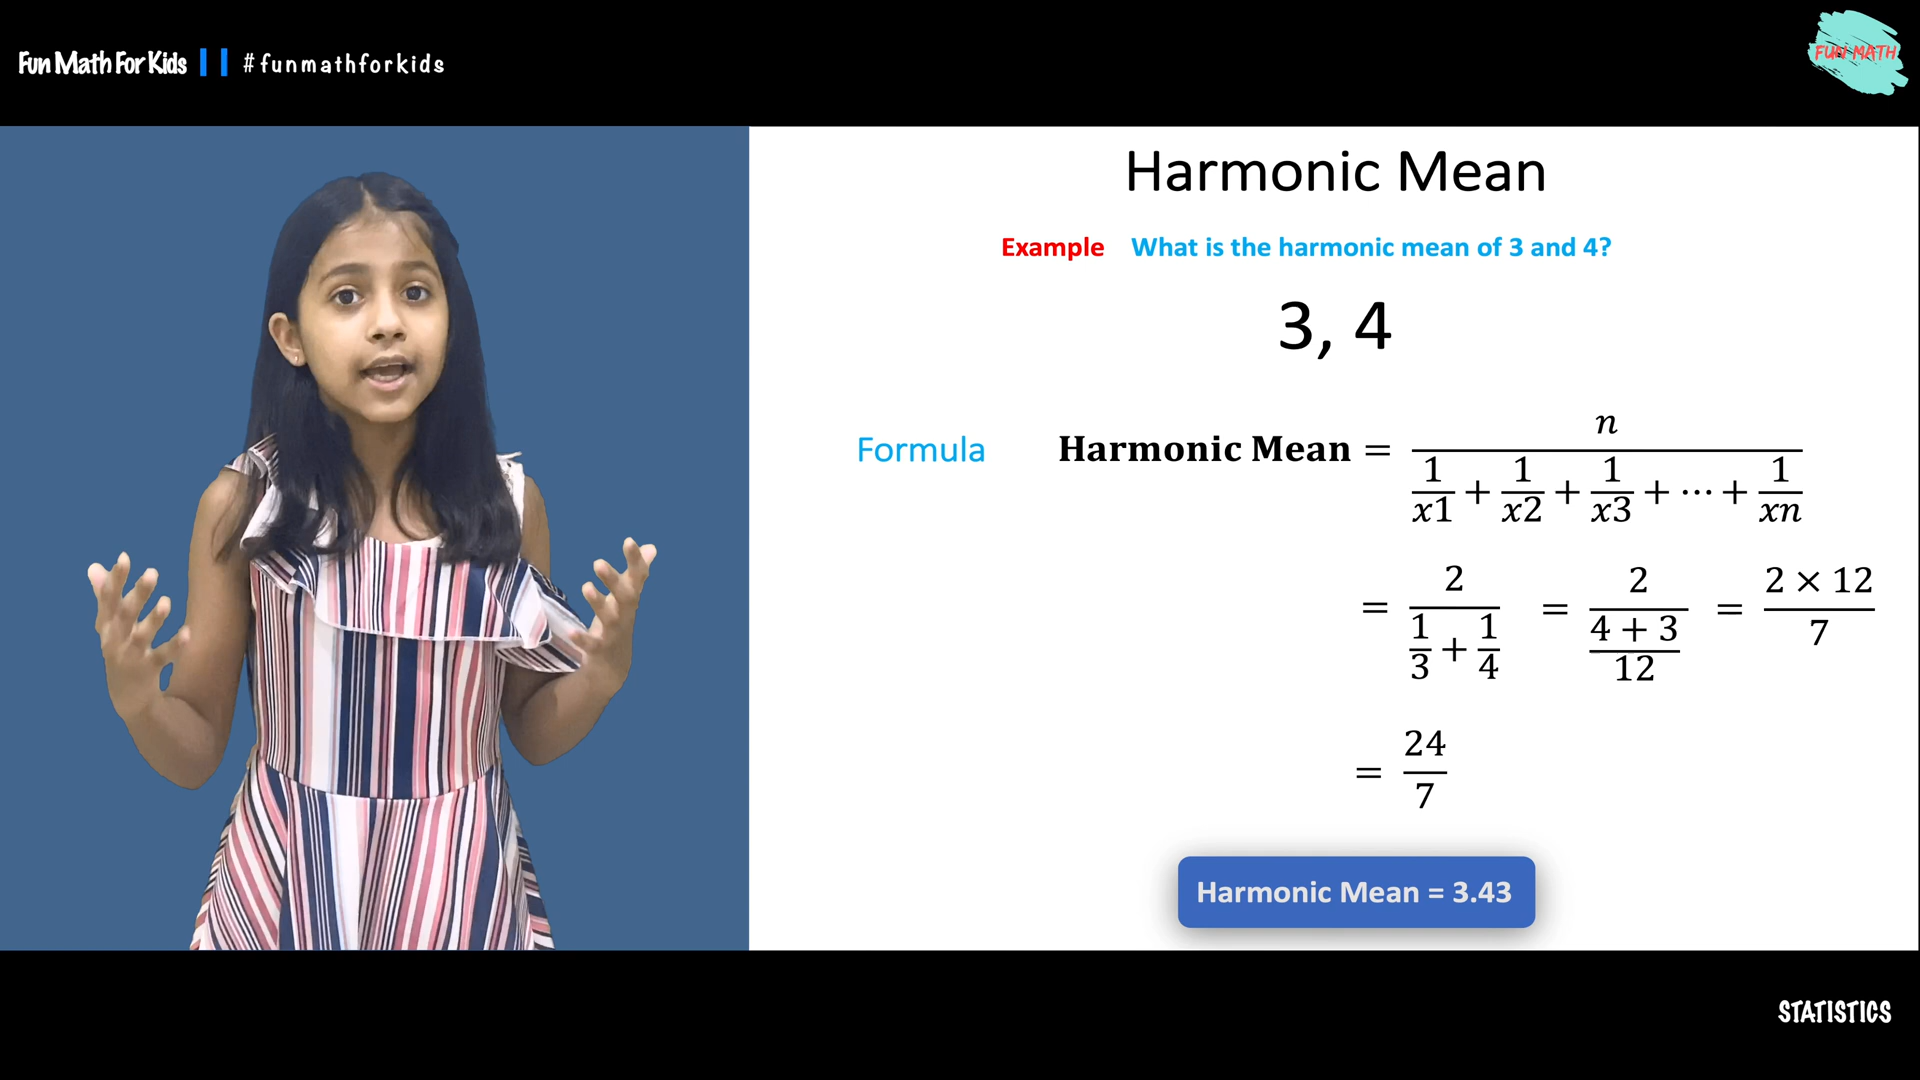 Fun Math For Kids || #funmathforkids
FUN MATH
Harmonic Mean
Example What is the harmonic mean of 3 and 4?
3, 4
Formula Harmonic Mean = n / (1/x1 + 1/x2 + 1/x3 + ⋯ + 1/xn)
= 2 / (1/3 + 1/4) = 2 / ((4 + 3)/12) = (2 × 12)/7
= 24/7
Harmonic Mean = 3.43
STATISTICS